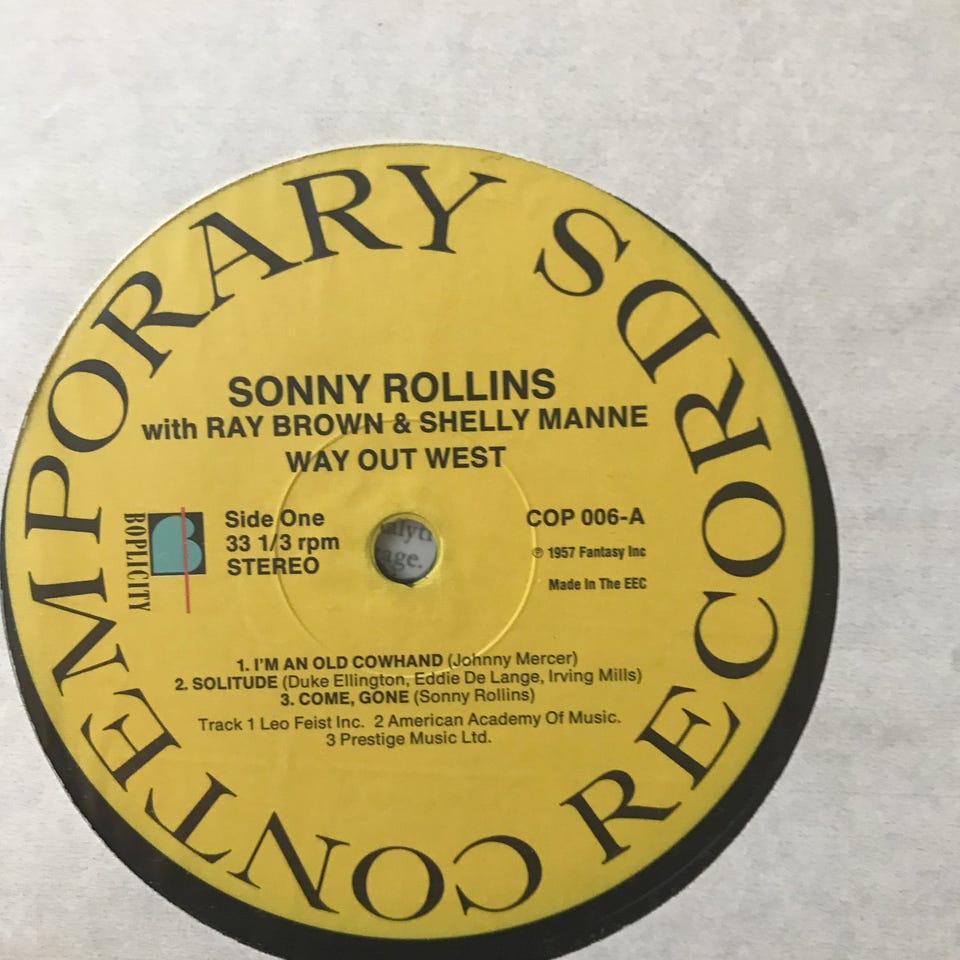 CONTEMPORARY RECORDS
SONNY ROLLINS
with RAY BROWN & SHELLY MANNE
WAY OUT WEST
BOPLICITY
Side One
33 1/3 rpm
STEREO
COP 006-A
℗ 1957 Fantasy Inc
Made In The EEC
1. I'M AN OLD COWHAND (Johnny Mercer)
2. SOLITUDE (Duke Ellington, Eddie De Lange, Irving Mills)
3. COME, GONE (Sonny Rollins)
Track 1 Leo Feist Inc. 2 American Academy Of Music.
3 Prestige Music Ltd.